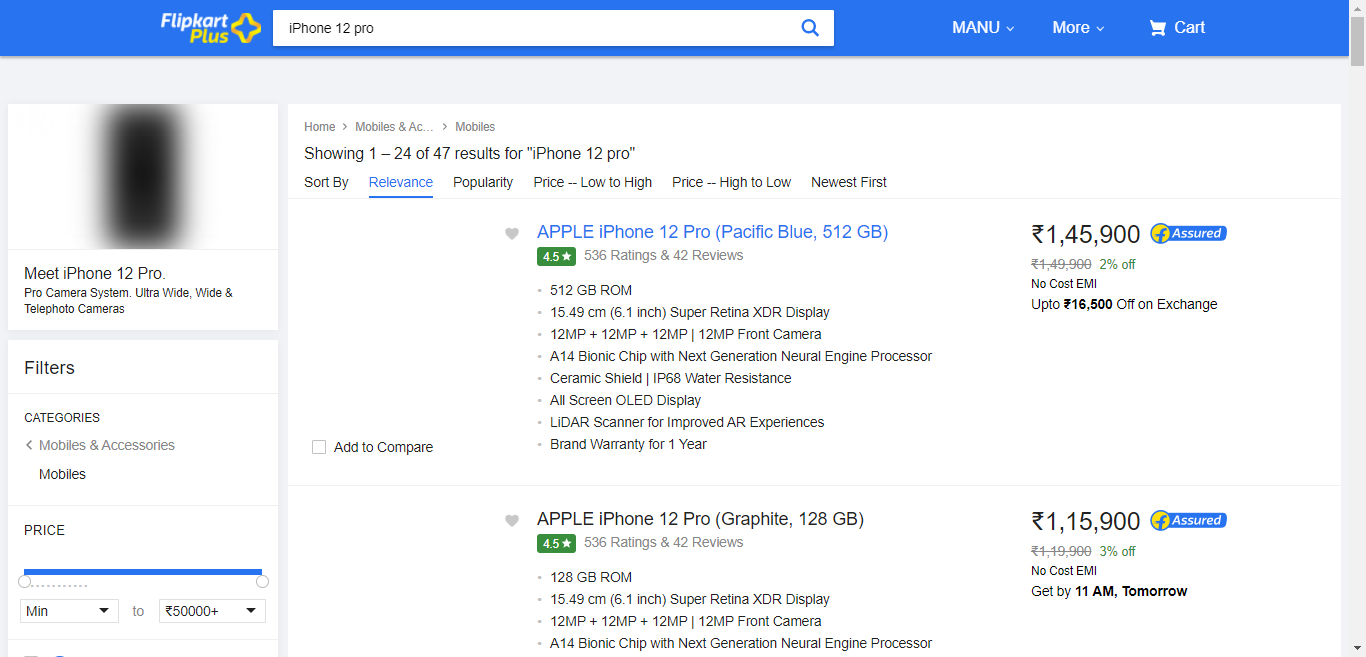 Flipkart
Plus
iPhone 12 pro
MANU
More
Cart
Meet iPhone 12 Pro.
Pro Camera System. Ultra Wide, Wide &
Telephoto Cameras
Filters
CATEGORIES
Mobiles & Accessories
Mobiles
PRICE
Min to ₹50000+
Home > Mobiles & Ac... > Mobiles
Showing 1 – 24 of 47 results for "iPhone 12 pro"
Sort By Relevance Popularity Price -- Low to High Price -- High to Low Newest First
APPLE iPhone 12 Pro (Pacific Blue, 512 GB)
4.5★ 536 Ratings & 42 Reviews
512 GB ROM
15.49 cm (6.1 inch) Super Retina XDR Display
12MP + 12MP + 12MP | 12MP Front Camera
A14 Bionic Chip with Next Generation Neural Engine Processor
Ceramic Shield | IP68 Water Resistance
All Screen OLED Display
LiDAR Scanner for Improved AR Experiences
Brand Warranty for 1 Year
Add to Compare
₹1,45,900 Assured
₹1,49,900 2% off
No Cost EMI
Upto ₹16,500 Off on Exchange
APPLE iPhone 12 Pro (Graphite, 128 GB)
4.5★ 536 Ratings & 42 Reviews
128 GB ROM
15.49 cm (6.1 inch) Super Retina XDR Display
12MP + 12MP + 12MP | 12MP Front Camera
A14 Bionic Chip with Next Generation Neural Engine Processor
₹1,15,900 Assured
₹1,19,900 3% off
No Cost EMI
Get by 11 AM, Tomorrow